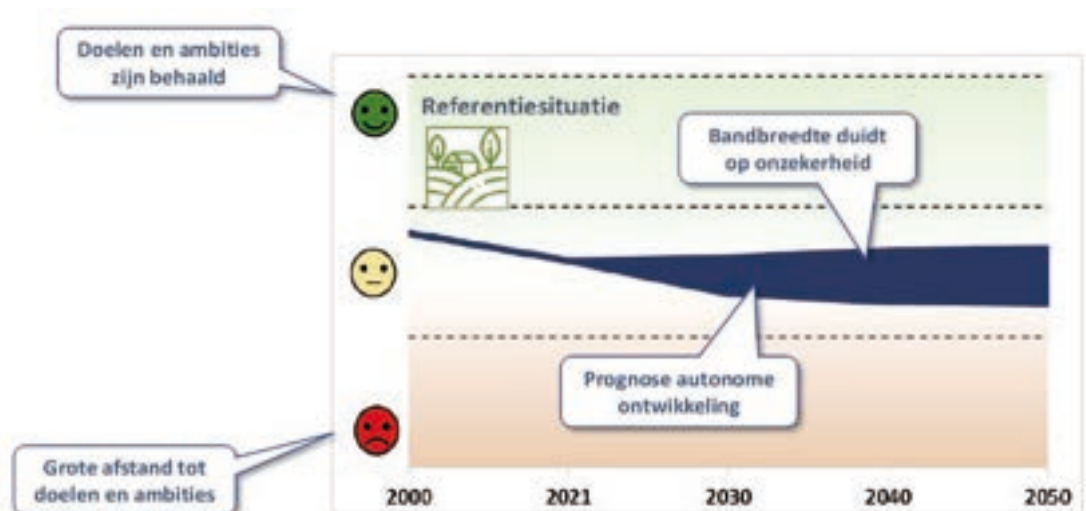 Doelen en ambities
zijn behaald
Referentiesituatie
Bandbreedte duidt
op onzekerheid
Prognose autonome
ontwikkeling
Grote afstand tot
doelen en ambities
2000 2021 2030 2040 2050